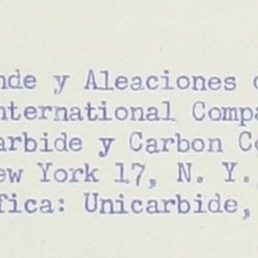 nde y Aleaciones
nternational Compa
arbide y Carbon Co
ew York 17, N. Y.
fica: Unicarbide,